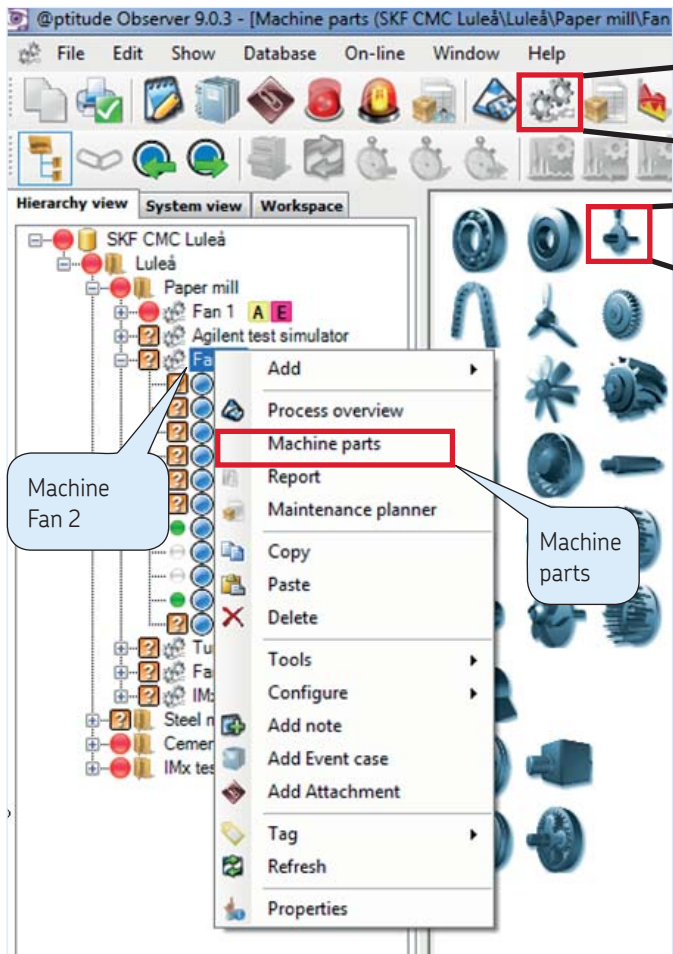 @ptitude Observer 9.0.3 - [Machine parts (SKF CMC Luleå\Luleå\Paper mill\Fan
File Edit Show Database On-line Window Help
Hierarchy view System view Workspace
SKF CMC Luleå
Luleå
Paper mill
Fan 1 A E
Agilent test simulator
Fa
Add
Process overview
Machine parts
Report
Maintenance planner
Copy
Paste
Delete
Tools
Configure
Add note
Add Event case
Add Attachment
Tag
Refresh
Properties
Machine
Fan 2
Machine
parts
Tu
Fa
IMx
Steel m
Cemen
IMx tes